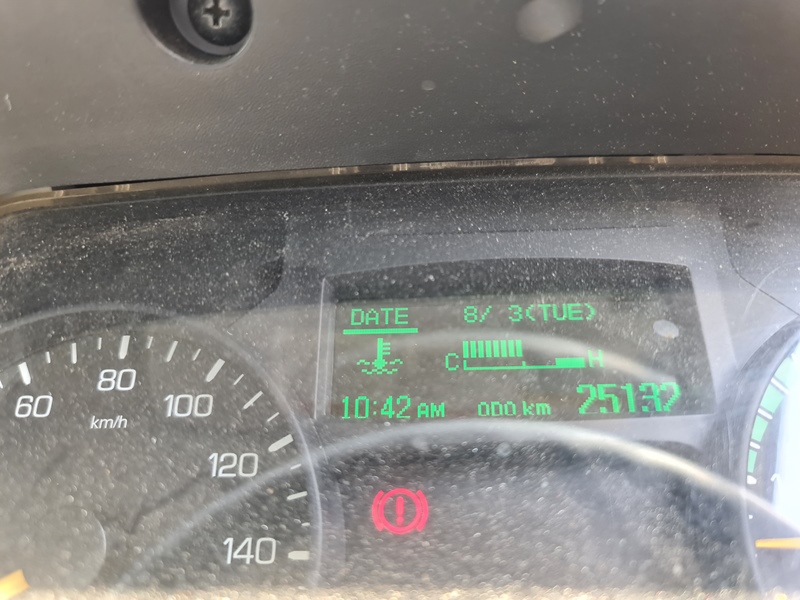 DATE 8/ 3(TUE)
C H
10:42 AM ODO km 25132
60 80 100 120 140
km/h